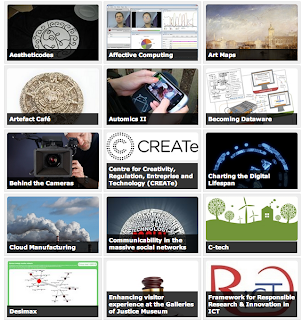 Aestheticodes
Affective Computing
Art Maps
Artefact Café
Automics II
Becoming Dataware
CREATe
Behind the Cameras
Centre for Creativity,
Regulation, Entreprise and
Technology (CREATe)
Charting the Digital
Lifespan
Cloud Manufacturing
Communicability in the
massive social networks
C-tech
Desimax
Enhancing visitor
experience at the Galleries
of Justice Museum
Framework for Responsible
Research & Innovation in
ICT